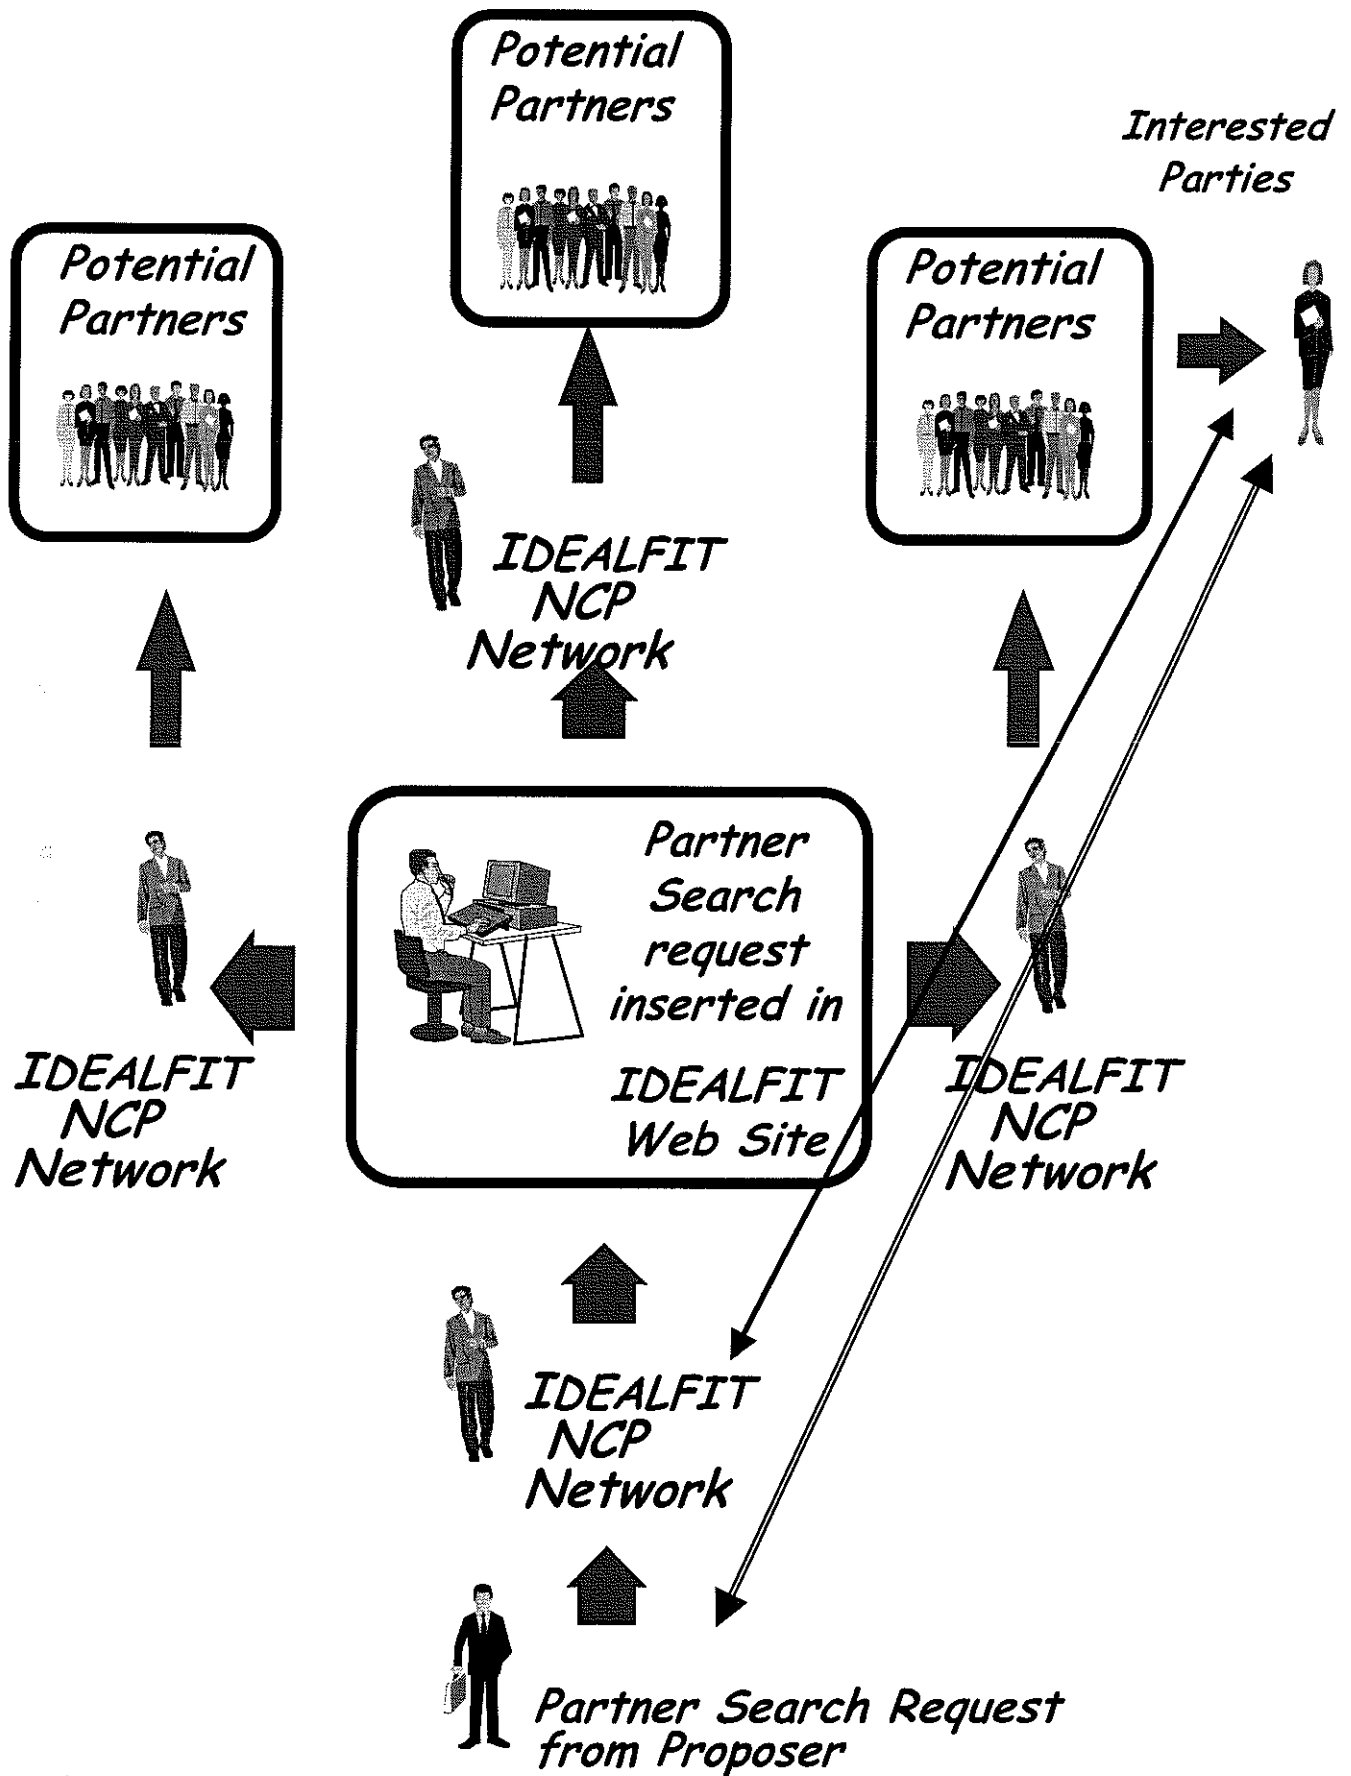 Potential
Partners
Interested
Parties
Potential
Partners
Potential
Partners
IDEALFIT
NCP
Network
Partner
Search
request
inserted in
IDEALFIT
Web Site
IDEALFIT
NCP
Network
IDEALFIT
NCP
Network
IDEALFIT
NCP
Network
Partner Search Request
from Proposer